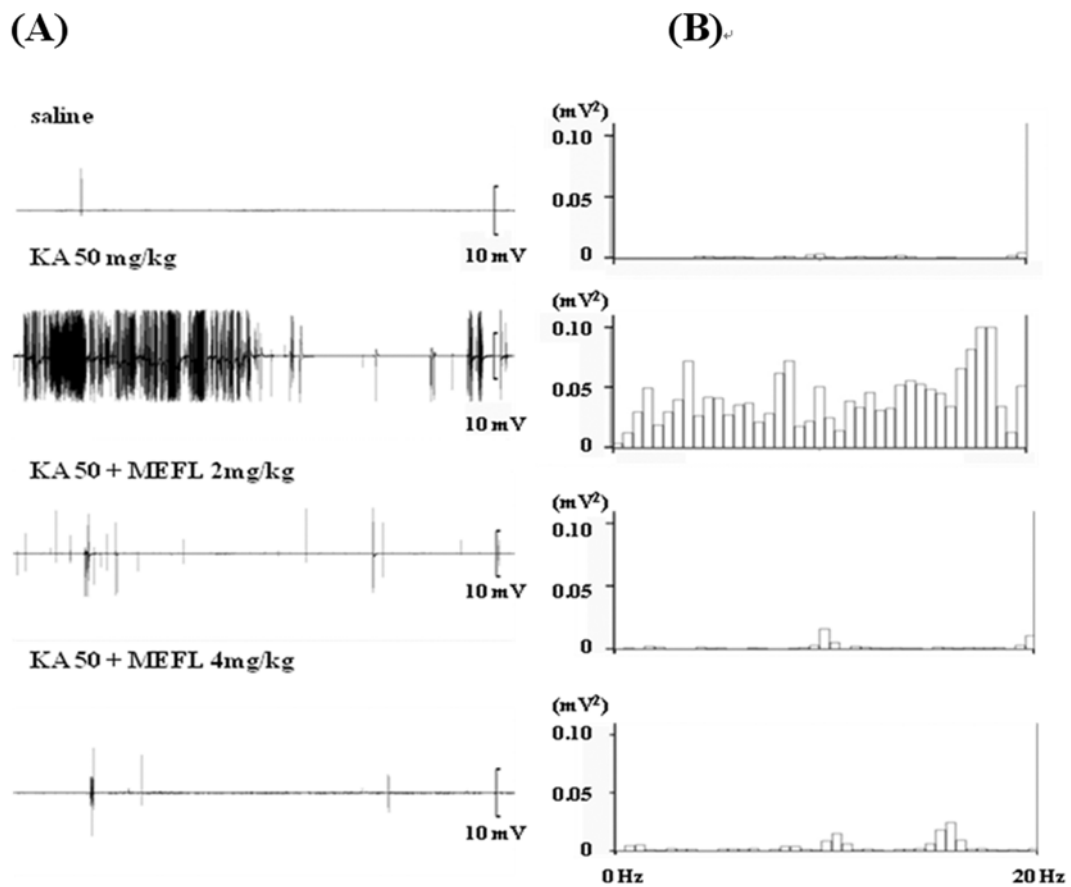 (A)
(B)↵
saline
10 mV
KA 50 mg/kg
10 mV
KA 50 + MEFL 2mg/kg
10 mV
KA 50 + MEFL 4mg/kg
10 mV
(mV²)
0.10
0.05
0
(mV²)
0.10
0.05
0
(mV²)
0.10
0.05
0
(mV²)
0.10
0.05
0
0 Hz
20 Hz